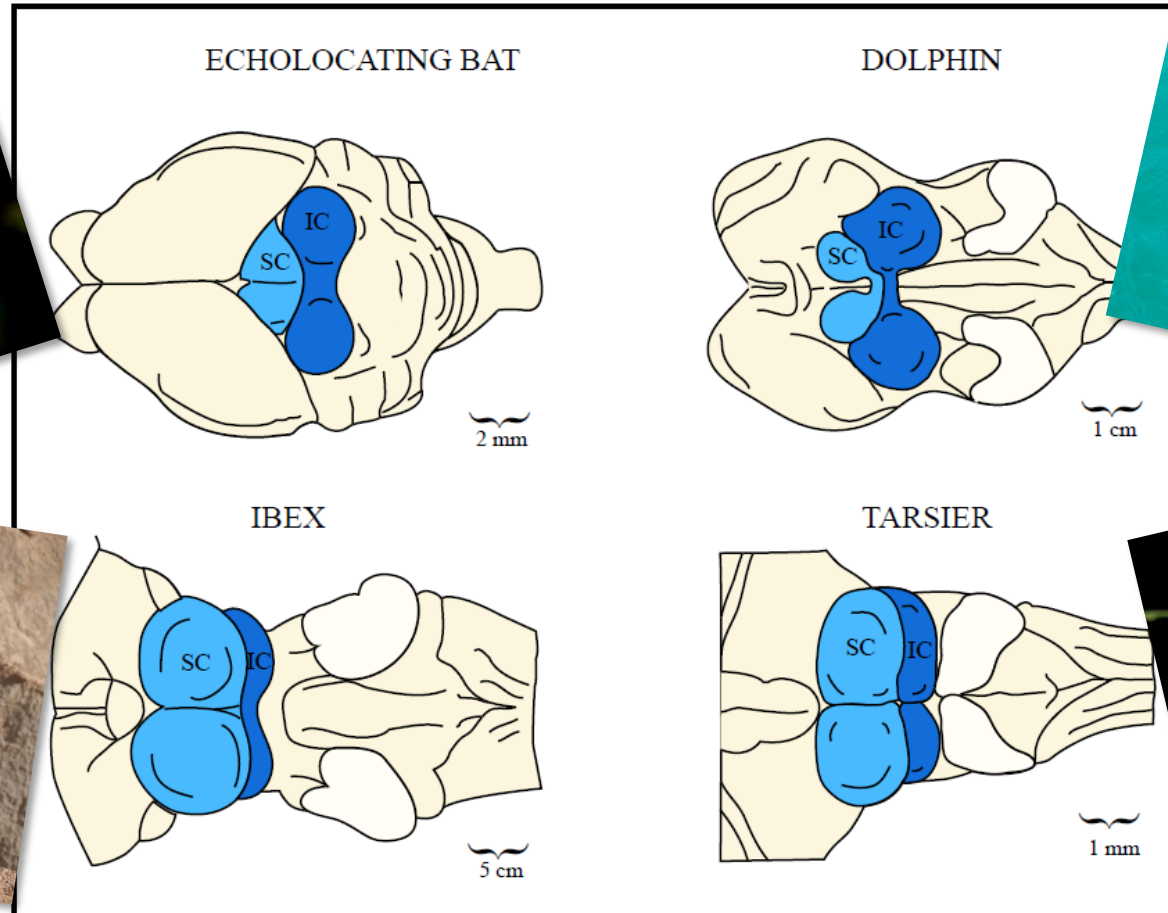 ECHOLOCATING BAT
IC
SC
2 mm
DOLPHIN
IC
SC
1 cm
IBEX
SC
IC
5 cm
TARSIER
SC
IC
1 mm